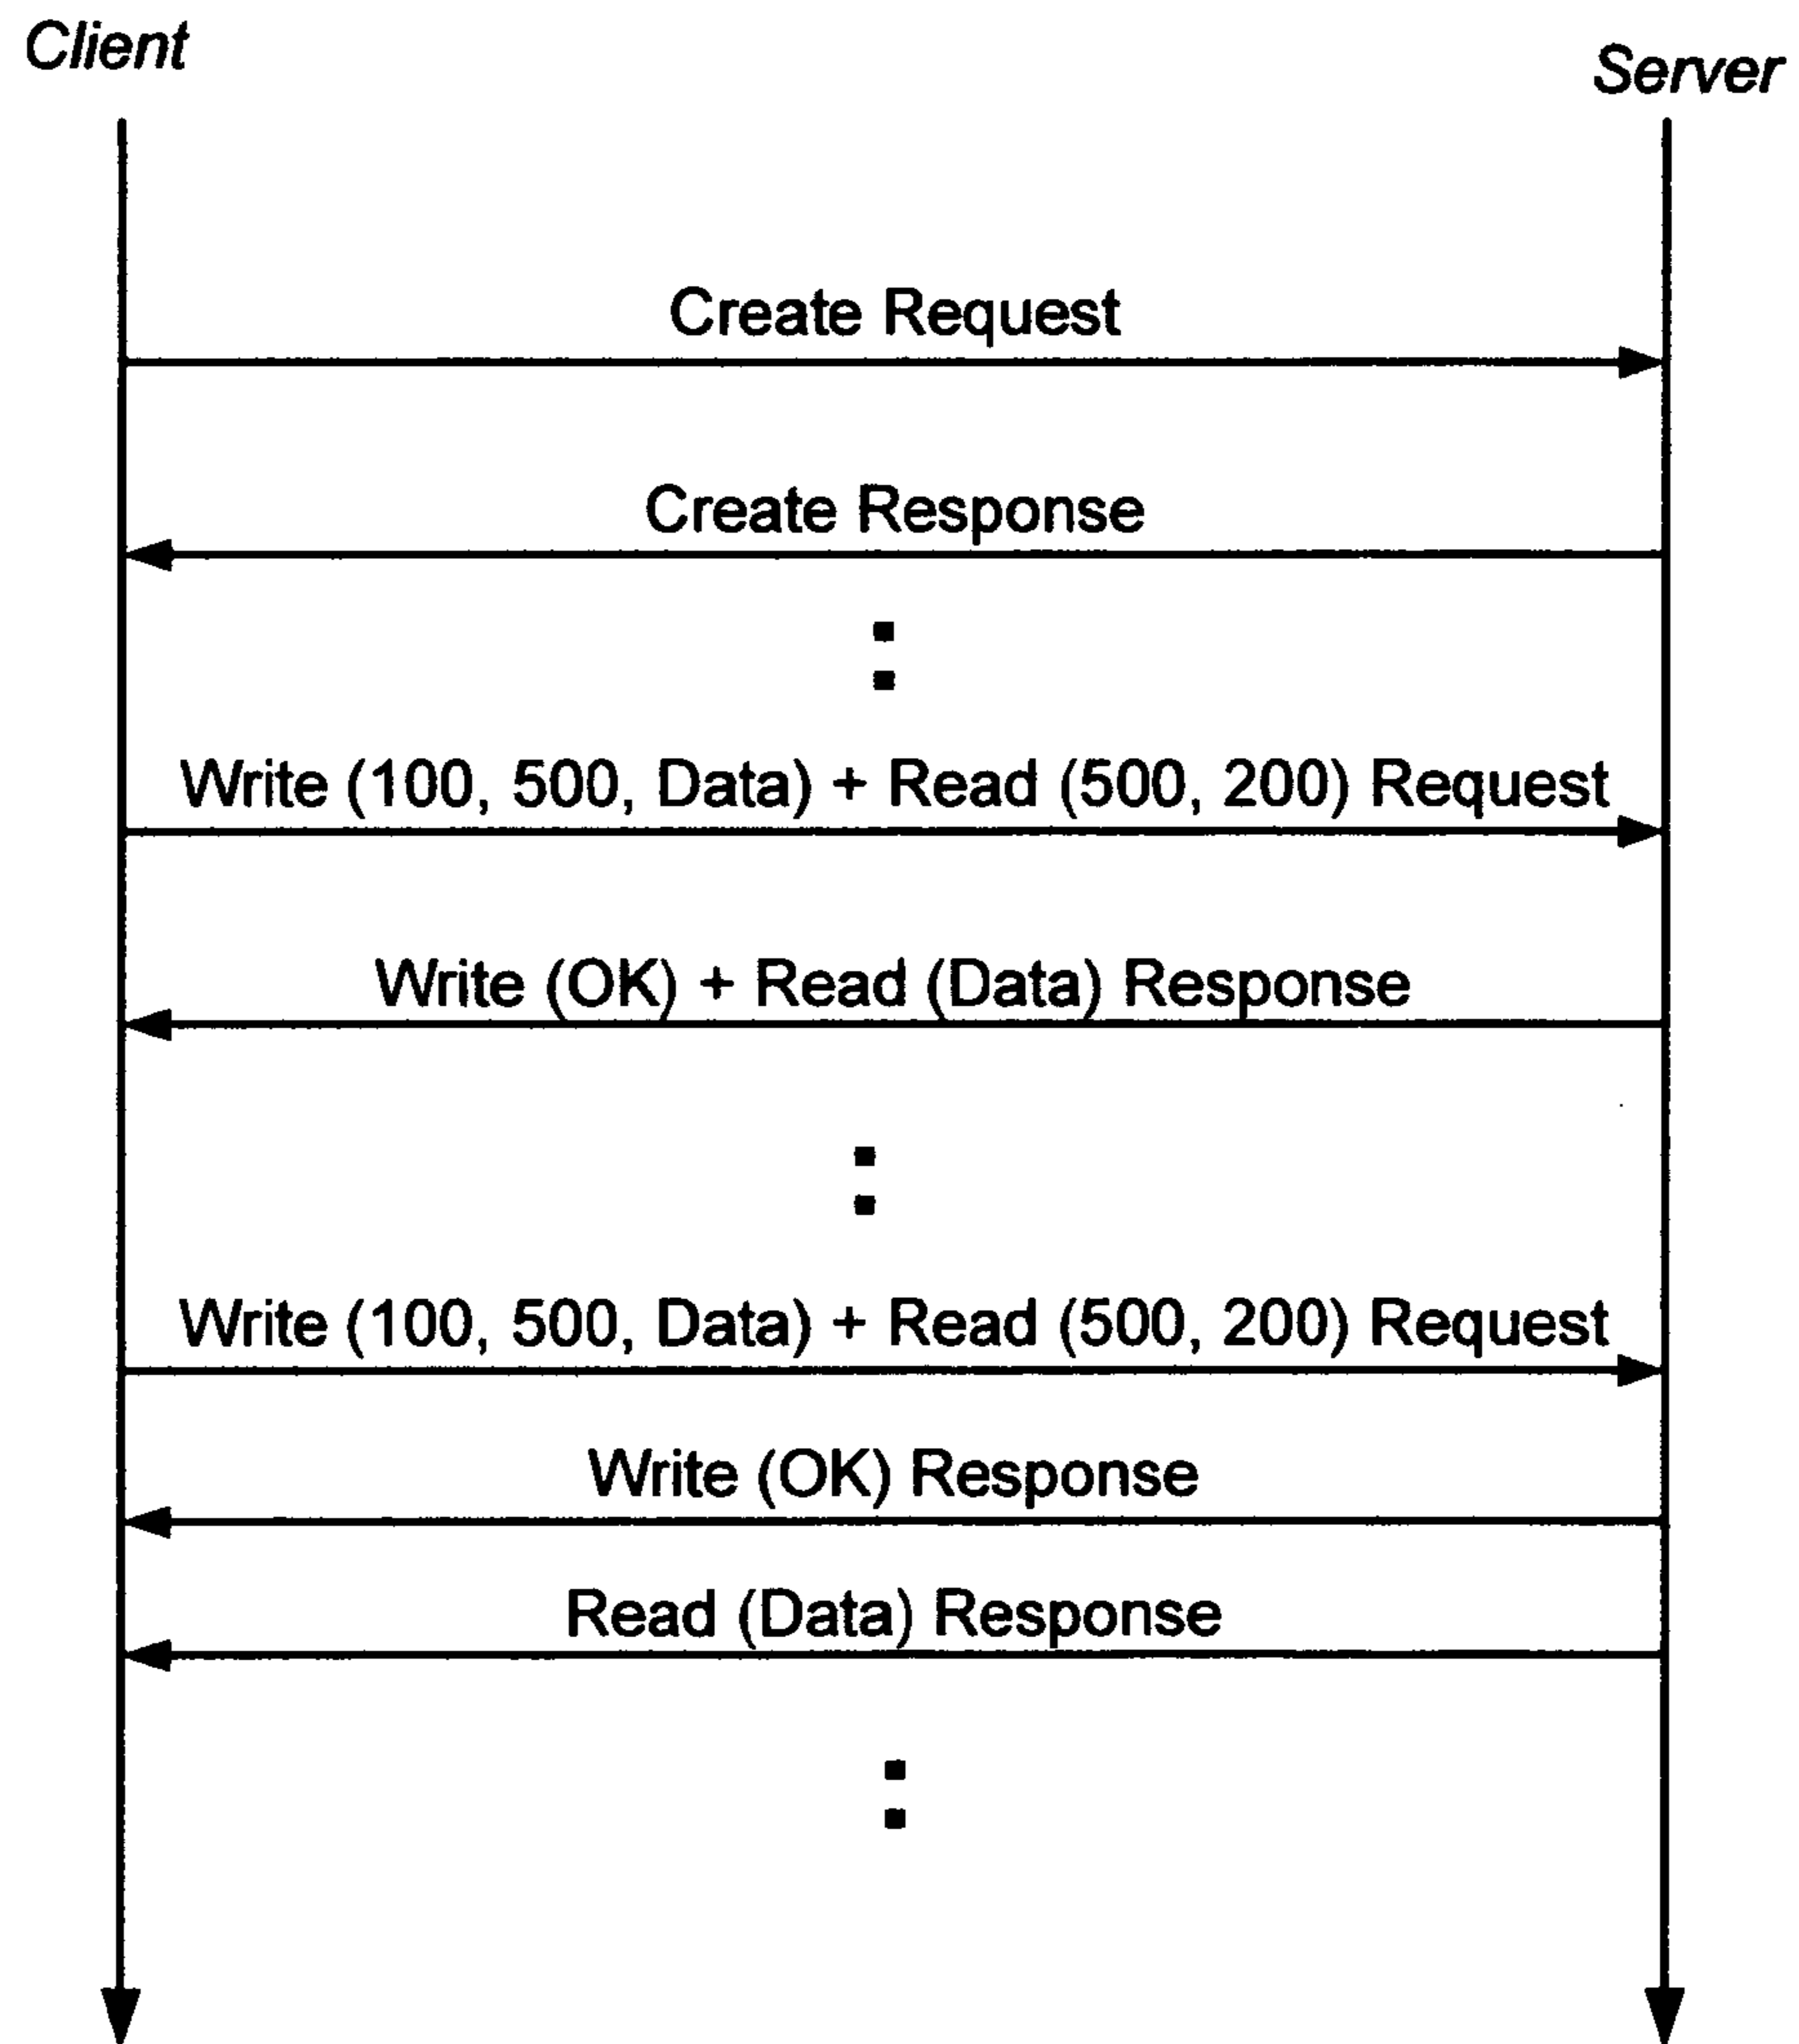 Client
Server
Create Request
Create Response
Write (100, 500, Data) + Read (500, 200) Request
Write (OK) + Read (Data) Response
Write (100, 500, Data) + Read (500, 200) Request
Write (OK) Response
Read (Data) Response